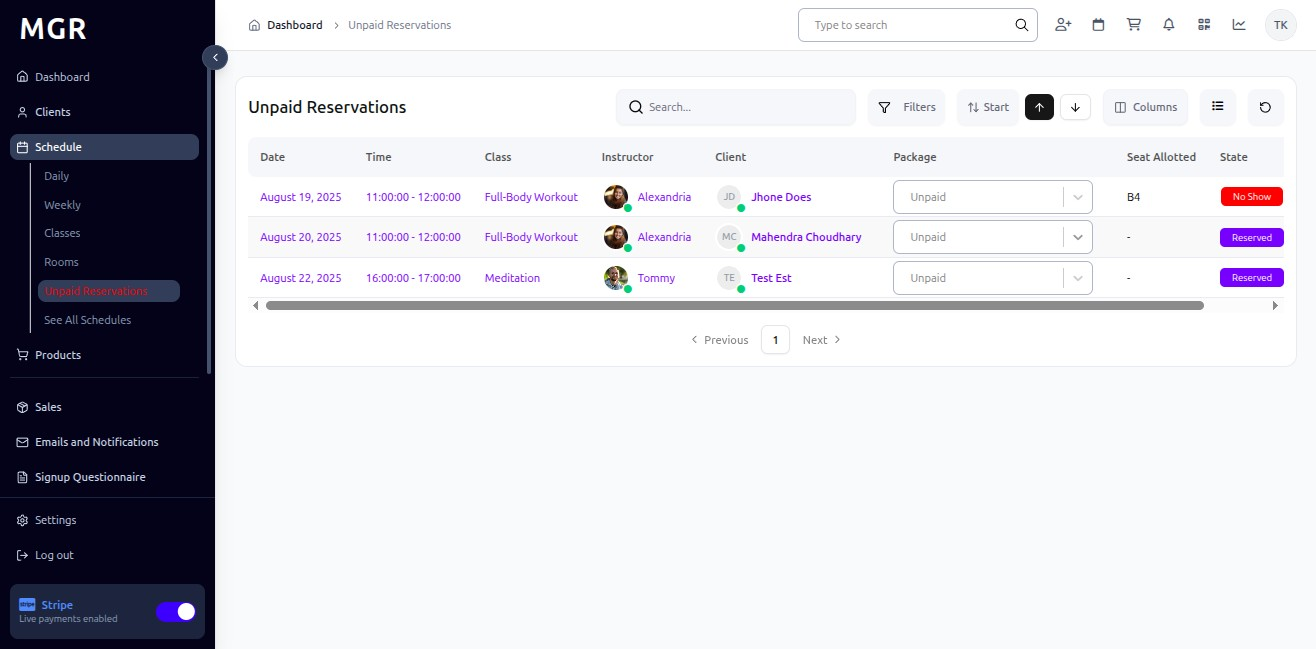 MGR
Dashboard
Clients
Schedule
Daily
Weekly
Classes
Rooms
Unpaid Reservations
See All Schedules
Products
Sales
Emails and Notifications
Signup Questionnaire
Settings
Log out
stripe Stripe
Live payments enabled
Dashboard > Unpaid Reservations
Type to search
TK
Unpaid Reservations
Search...
Filters
Start
Columns
Date Time Class Instructor Client Package Seat Allotted State
August 19, 2025 11:00:00 - 12:00:00 Full-Body Workout Alexandria JD Jhone Does Unpaid B4 No Show
August 20, 2025 11:00:00 - 12:00:00 Full-Body Workout Alexandria MC Mahendra Choudhary Unpaid - Reserved
August 22, 2025 16:00:00 - 17:00:00 Meditation Tommy TE Test Est Unpaid - Reserved
Previous 1 Next